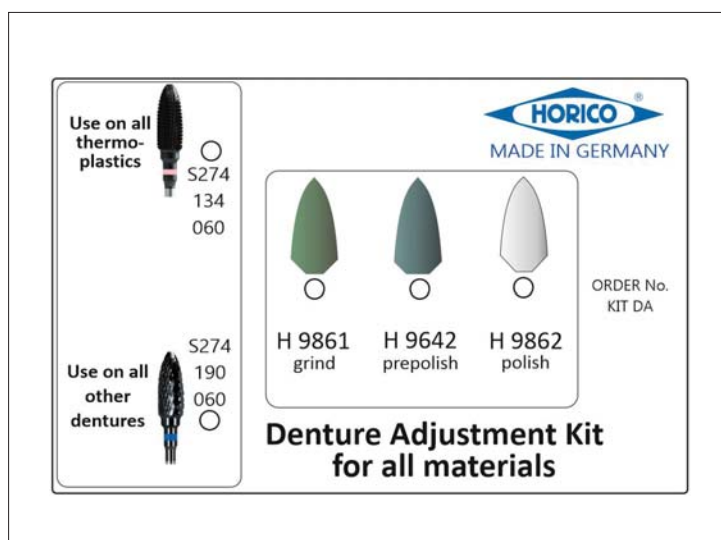 Use on all
thermo-
plastics
S274
134
060
S274
190
060
Use on all
other
dentures
HORICO
®
MADE IN GERMANY
H 9861
grind
H 9642
prepolish
H 9862
polish
ORDER No.
KIT DA
Denture Adjustment Kit
for all materials